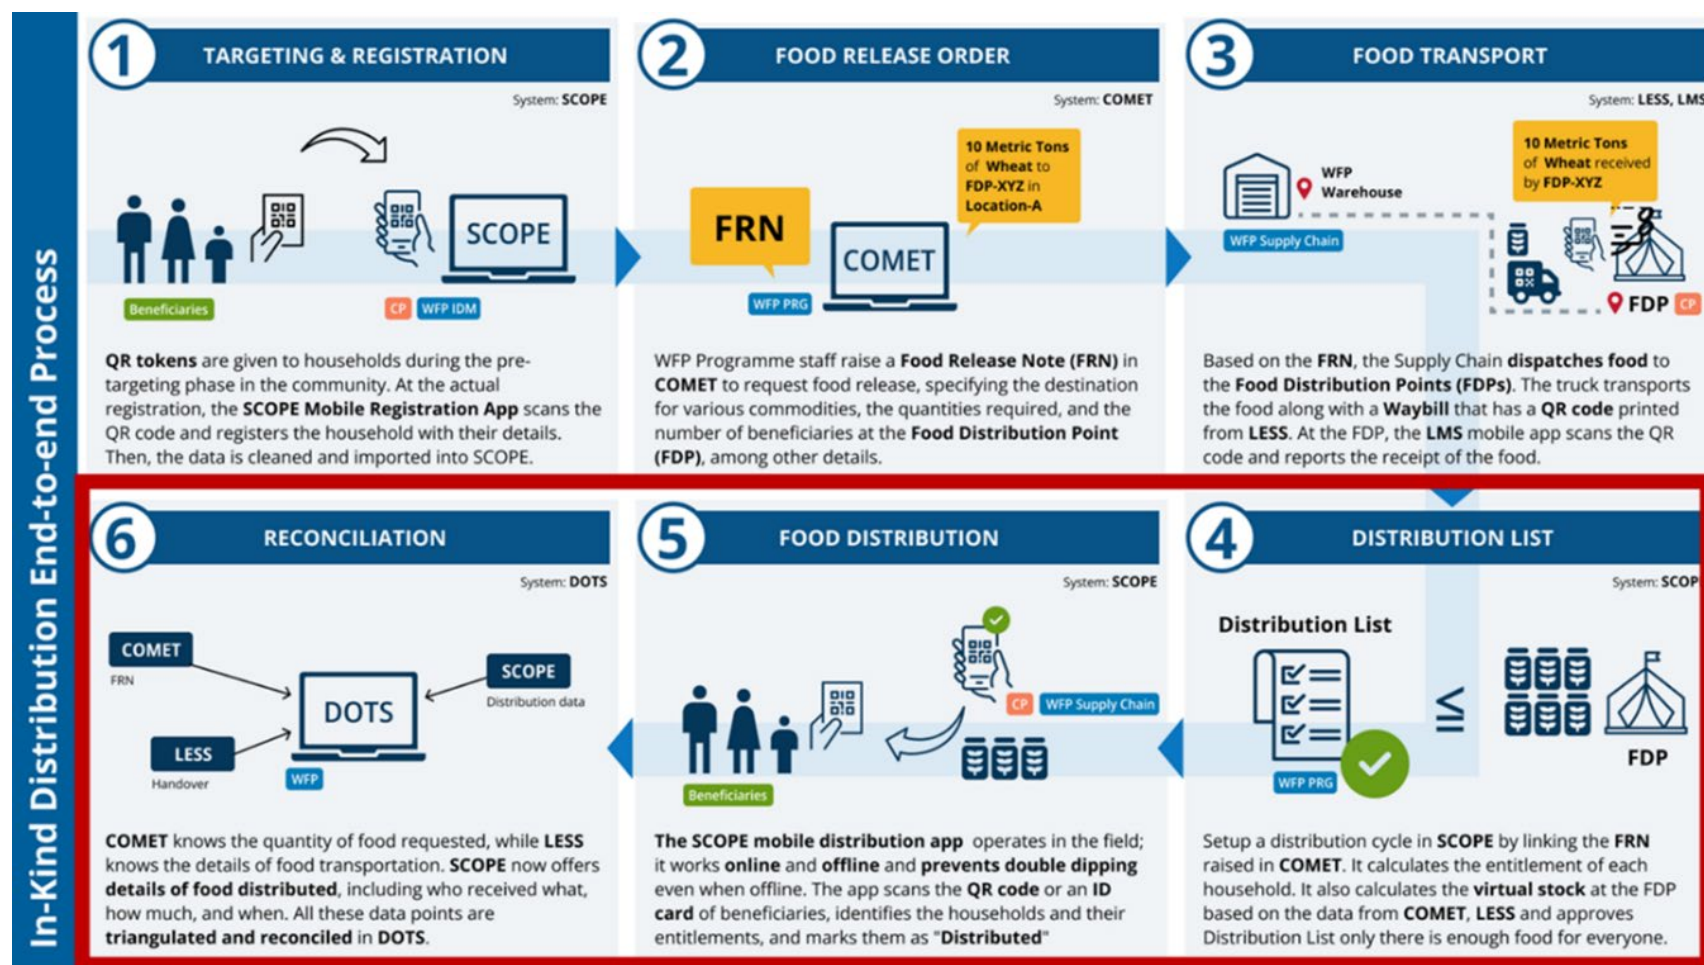 In-Kind Distribution End-to-end Process
1
TARGETING & REGISTRATION
System: SCOPE
SCOPE
Beneficiaries
CP
WFP IDM
QR tokens are given to households during the pre-
targeting phase in the community. At the actual
registration, the SCOPE Mobile Registration App scans the
QR code and registers the household with their details.
Then, the data is cleaned and imported into SCOPE.
2
FOOD RELEASE ORDER
System: COMET
10 Metric Tons
of Wheat to
FDP-XYZ in
Location-A
FRN
COMET
WFP PRG
WFP Programme staff raise a Food Release Note (FRN) in
COMET to request food release, specifying the destination
for various commodities, the quantities required, and the
number of beneficiaries at the Food Distribution Point
(FDP), among other details.
3
FOOD TRANSPORT
System: LESS, LMS
10 Metric Tons
of Wheat received
by FDP-XYZ
WFP
Warehouse
WFP Supply Chain
FDP
CP
Based on the FRN, the Supply Chain dispatches food to
the Food Distribution Points (FDPs). The truck transports
the food along with a Waybill that has a QR code printed
from LESS. At the FDP, the LMS mobile app scans the QR
code and reports the receipt of the food.
4
DISTRIBUTION LIST
System: SCOP
Distribution List
≤
WFP PRG
FDP
Setup a distribution cycle in SCOPE by linking the FRN
raised in COMET. It calculates the entitlement of each
household. It also calculates the virtual stock at the FDP
based on the data from COMET, LESS and approves
Distribution List only there is enough food for everyone.
5
FOOD DISTRIBUTION
System: SCOPE
CP
WFP Supply Chain
Beneficiaries
The SCOPE mobile distribution app operates in the field;
it works online and offline and prevents double dipping
even when offline. The app scans the QR code or an ID
card of beneficiaries, identifies the households and their
entitlements, and marks them as "Distributed"
6
RECONCILIATION
System: DOTS
COMET
FRN
SCOPE
Distribution data
DOTS
LESS
Handover
WFP
COMET knows the quantity of food requested, while LESS
knows the details of food transportation. SCOPE now offers
details of food distributed, including who received what,
how much, and when. All these data points are
triangulated and reconciled in DOTS.